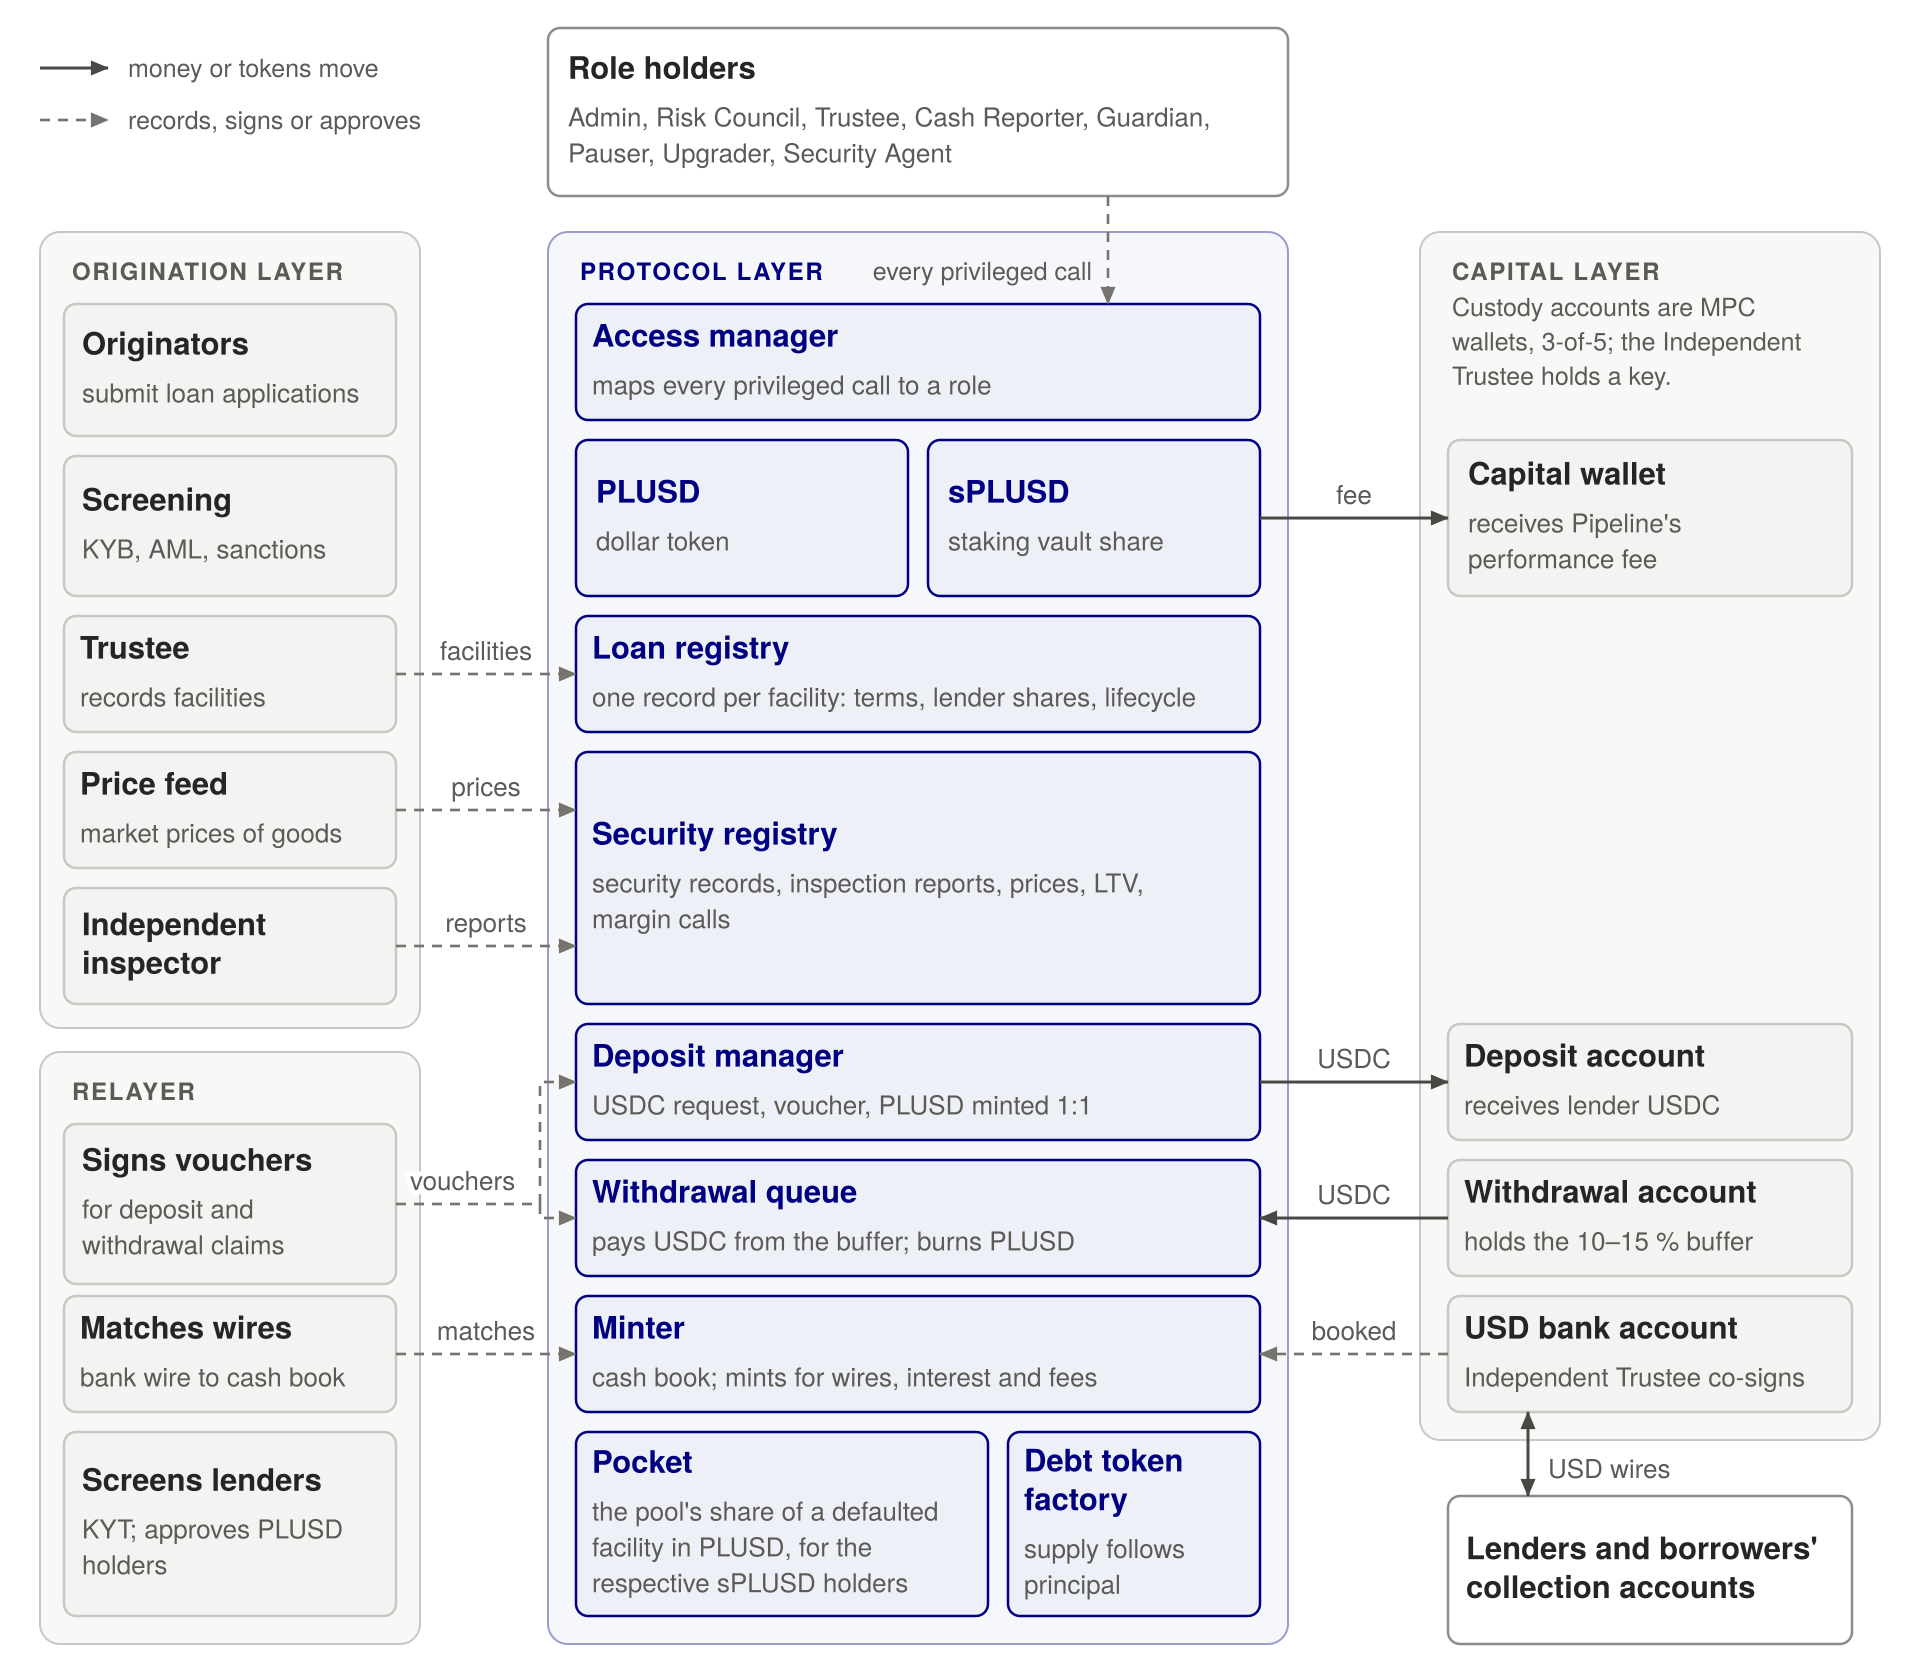 money or tokens move
records, signs or approves
Role holders
Admin, Risk Council, Trustee, Cash Reporter, Guardian,
Pauser, Upgrader, Security Agent
ORIGINATION LAYER
Originators
submit loan applications
Screening
KYB, AML, sanctions
Trustee
records facilities
Price feed
market prices of goods
Independent
inspector
facilities
prices
reports
RELAYER
Signs vouchers
for deposit and
withdrawal claims
Matches wires
bank wire to cash book
Screens lenders
KYT; approves PLUSD
holders
vouchers
matches
PROTOCOL LAYER
every privileged call
Access manager
maps every privileged call to a role
PLUSD
dollar token
sPLUSD
staking vault share
Loan registry
one record per facility: terms, lender shares, lifecycle
Security registry
security records, inspection reports, prices, LTV,
margin calls
Deposit manager
USDC request, voucher, PLUSD minted 1:1
Withdrawal queue
pays USDC from the buffer; burns PLUSD
Minter
cash book; mints for wires, interest and fees
Pocket
the pool's share of a defaulted
facility in PLUSD, for the
respective sPLUSD holders
Debt token
factory
supply follows
principal
fee
USDC
USDC
booked
CAPITAL LAYER
Custody accounts are MPC
wallets, 3-of-5; the Independent
Trustee holds a key.
Capital wallet
receives Pipeline's
performance fee
Deposit account
receives lender USDC
Withdrawal account
holds the 10–15 % buffer
USD bank account
Independent Trustee co-signs
USD wires
Lenders and borrowers'
collection accounts